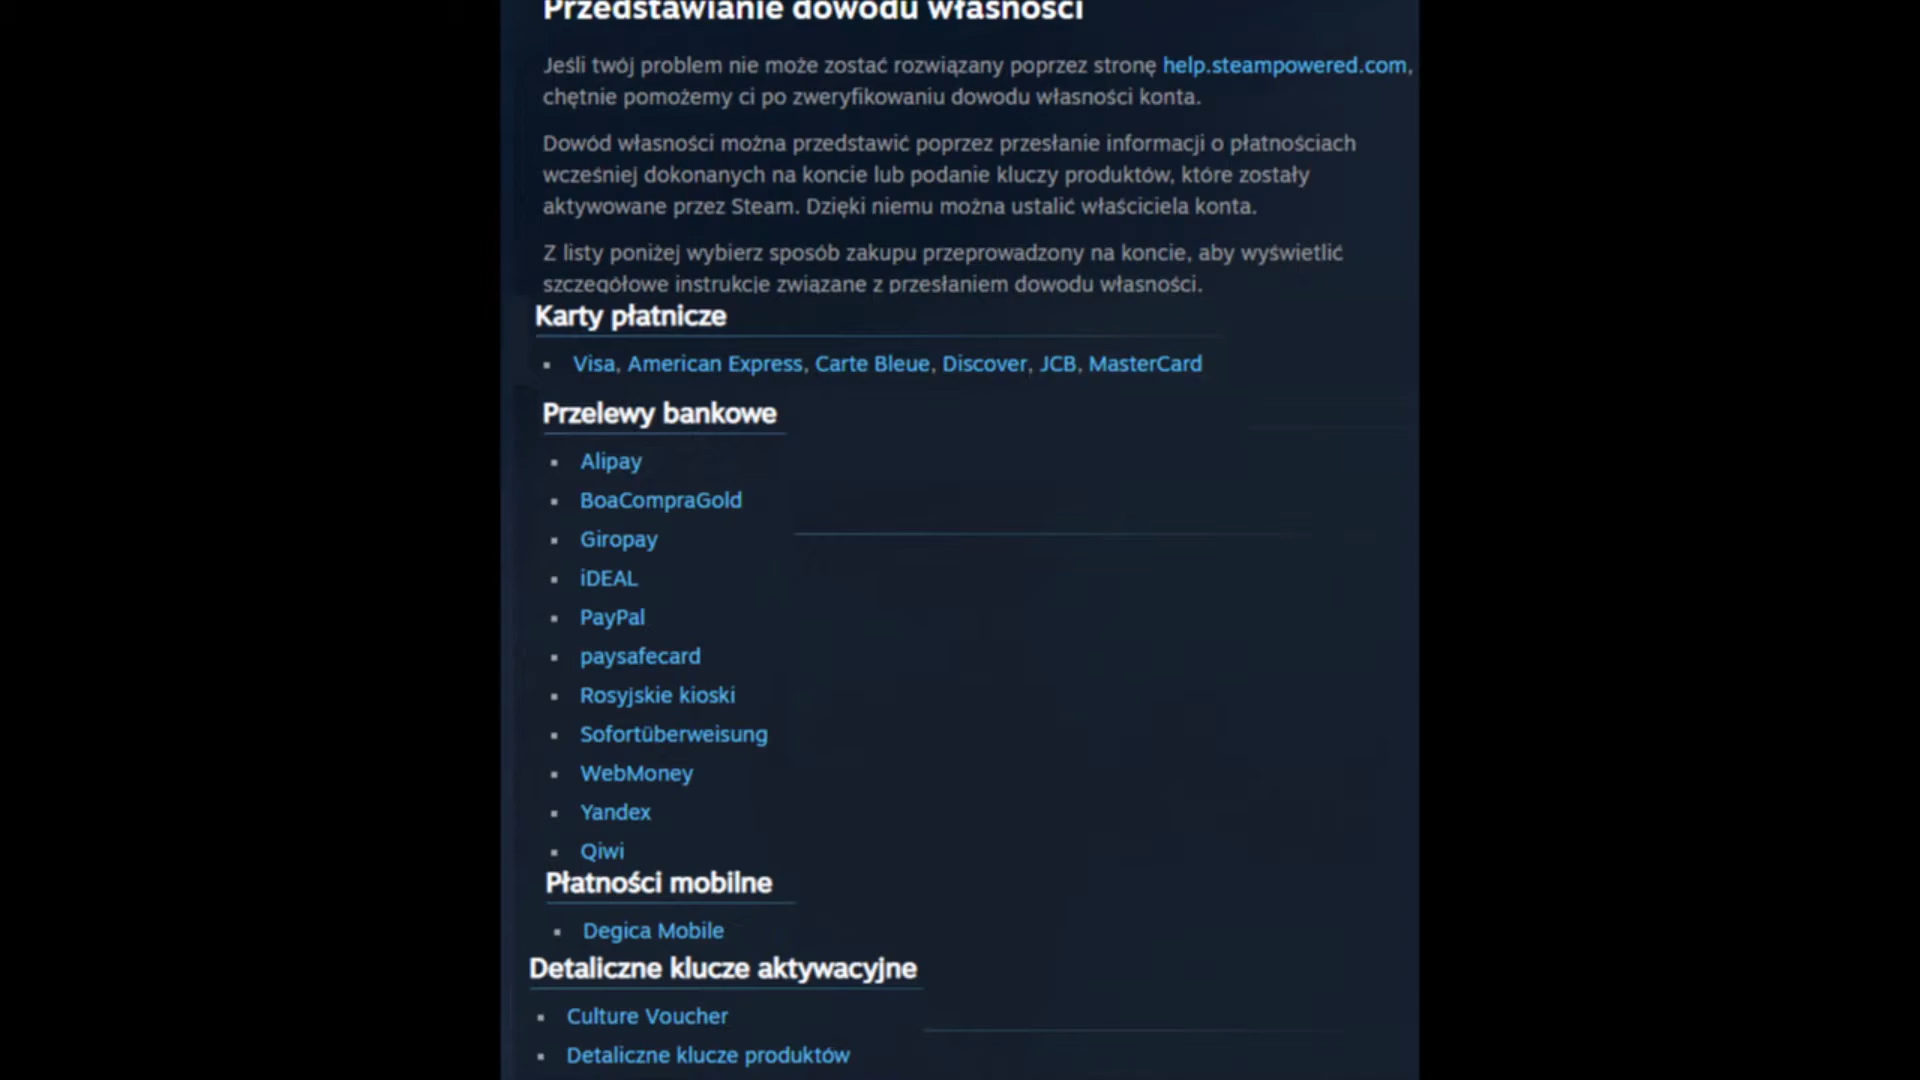 Przedstawianie dowodu własności
Jeśli twój problem nie może zostać rozwiązany poprzez stronę help.steampowered.com,
chętnie pomożemy ci po zweryfikowaniu dowodu własności konta.
Dowód własności można przedstawić poprzez przesłanie informacji o płatnościach
wcześniej dokonanych na koncie lub podanie kluczy produktów, które zostały
aktywowane przez Steam. Dzięki niemu można ustalić właściciela konta.
Z listy poniżej wybierz sposób zakupu przeprowadzony na koncie, aby wyświetlić
szczegółowe instrukcje związane z przesłaniem dowodu własności.
Karty płatnicze
▪ Visa, American Express, Carte Bleue, Discover, JCB, MasterCard
Przelewy bankowe
▪ Alipay
▪ BoaCompraGold
▪ Giropay
▪ iDEAL
▪ PayPal
▪ paysafecard
▪ Rosyjskie kioski
▪ Sofortüberweisung
▪ WebMoney
▪ Yandex
▪ Qiwi
Płatności mobilne
▪ Degica Mobile
Detaliczne klucze aktywacyjne
▪ Culture Voucher
▪ Detaliczne klucze produktów